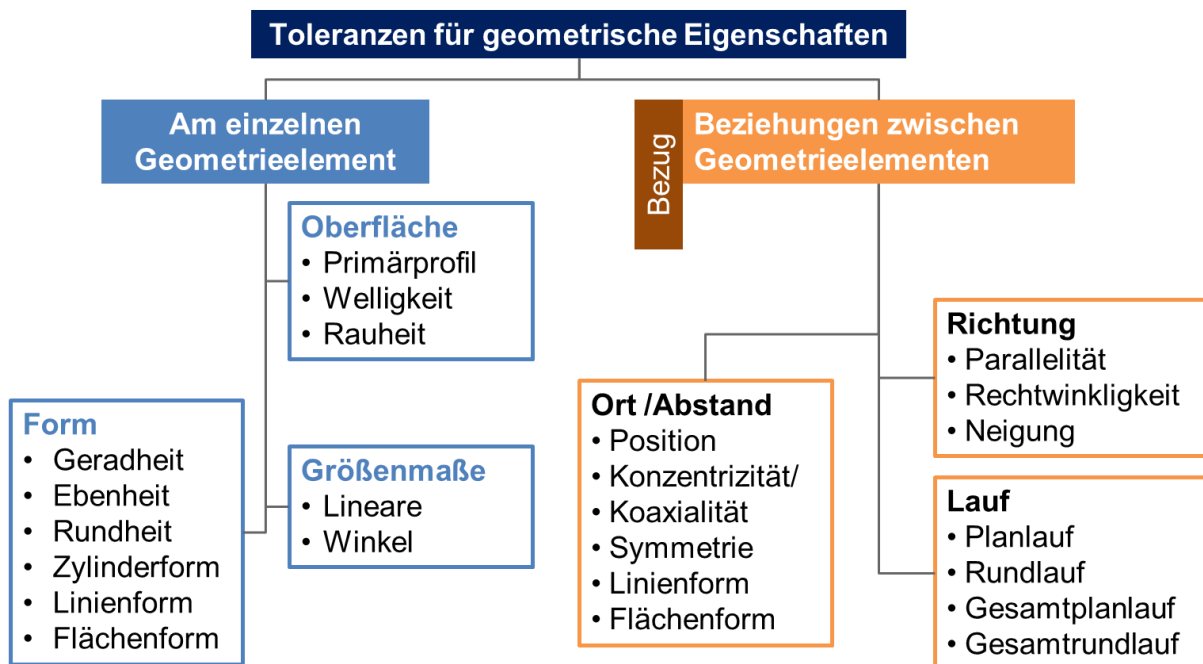 Toleranzen für geometrische Eigenschaften
Am einzelnen
Geometrieelement
Oberfläche
• Primärprofil
• Welligkeit
• Rauheit
Form
• Geradheit
• Ebenheit
• Rundheit
• Zylinderform
• Linienform
• Flächenform
Größenmaße
• Lineare
• Winkel
Bezug
Beziehungen zwischen
Geometrieelementen
Ort /Abstand
• Position
• Konzentrizität/
• Koaxialität
• Symmetrie
• Linienform
• Flächenform
Richtung
• Parallelität
• Rechtwinkligkeit
• Neigung
Lauf
• Planlauf
• Rundlauf
• Gesamtplanlauf
• Gesamtrundlauf